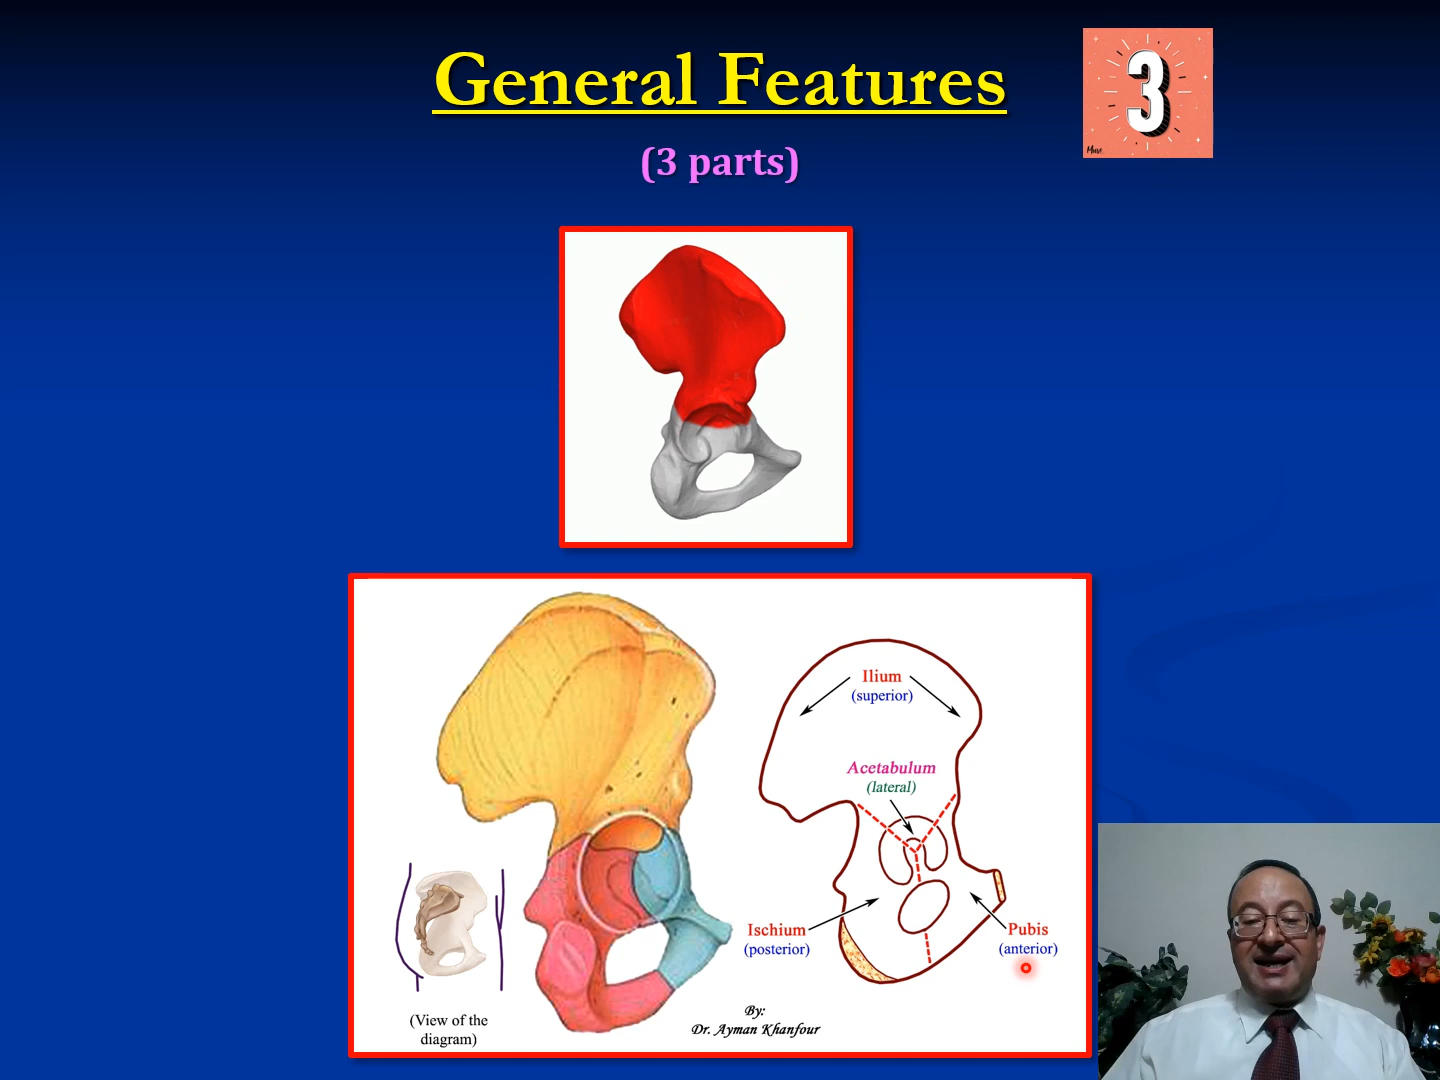 General Features
3
Muse
(3 parts)
Ilium
(superior)
Acetabulum
(lateral)
Ischium
(posterior)
Pubis
(anterior)
(View of the
diagram)
By:
Dr. Ayman Khanfour